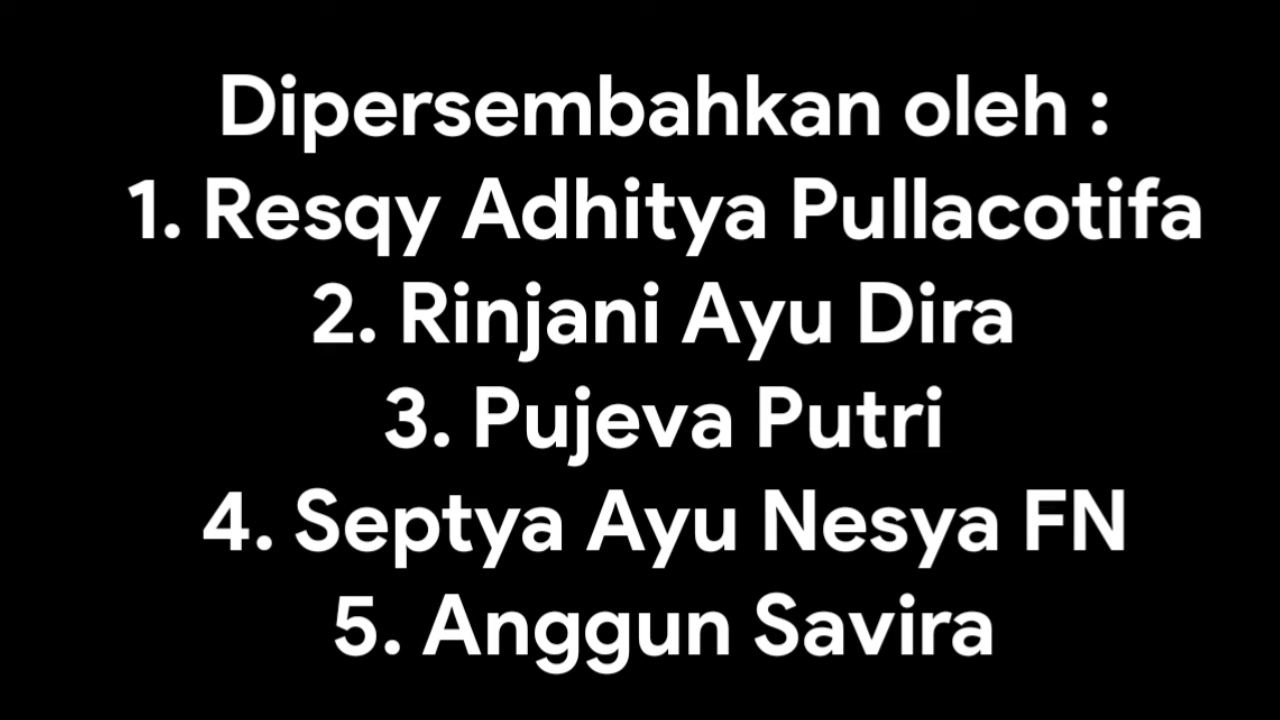 Dipersembahkan oleh :
1. Resqy Adhitya Pullacotifa
2. Rinjani Ayu Dira
3. Pujeva Putri
4. Septya Ayu Nesya FN
5. Anggun Savira